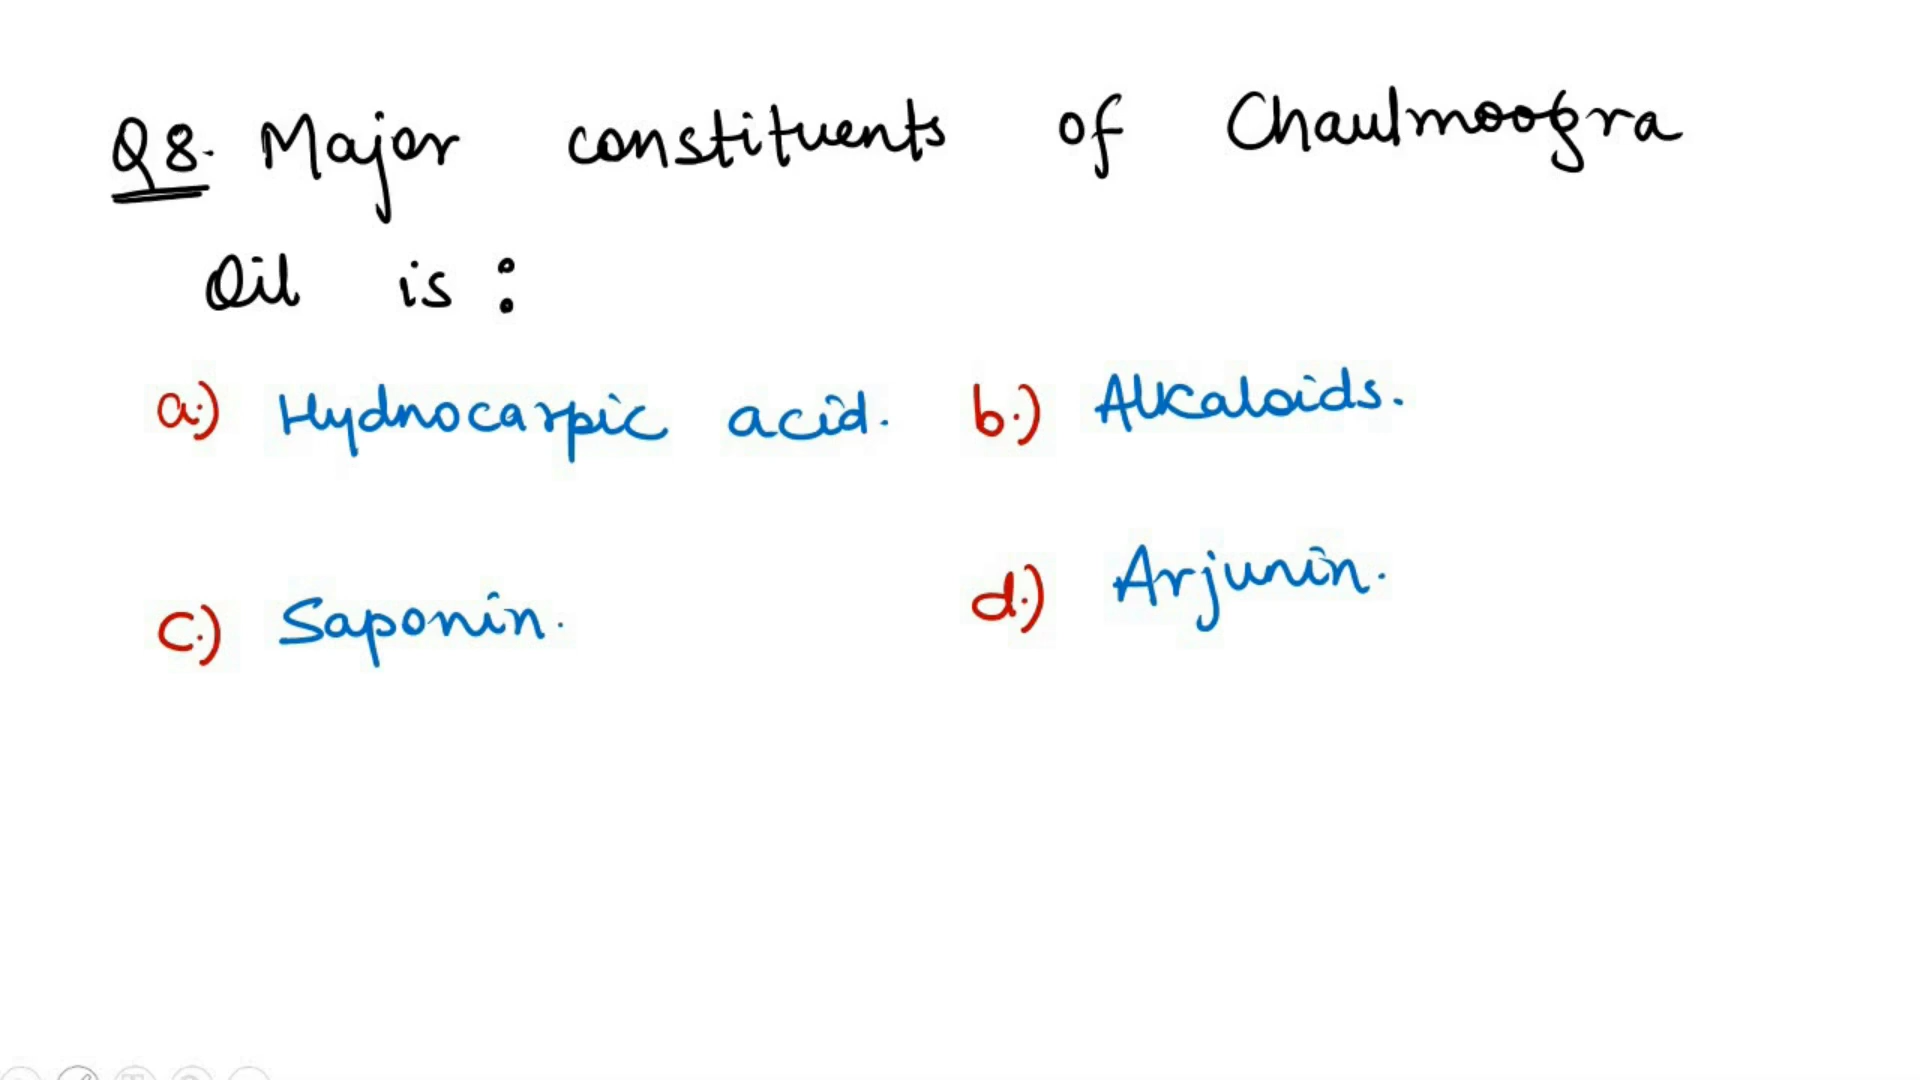 Q8. Major constituents of Chaulmoogra
Oil is :
a.) Hydnocarpic acid. b.) Alkaloids.
c.) Saponin. d.) Arjunin.